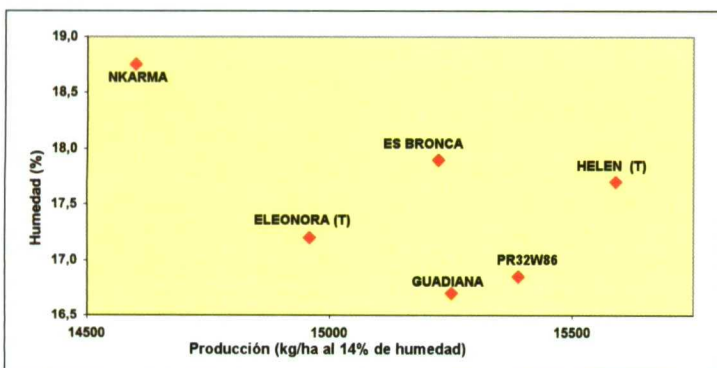 19,0
NKARMA
18,5
ES BRONCA
18,0
HELEN (T)
Humedad (%)
17,5
ELEONORA (T)
17,0
PR32W86
GUADIANA
16,5
14500 15000 15500
Producción (kg/ha al 14% de humedad)